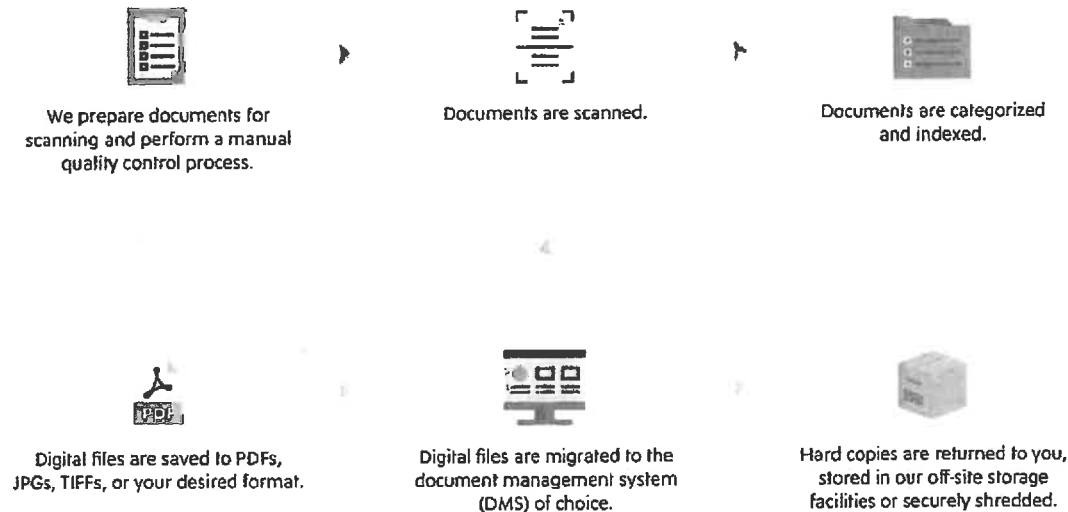 We prepare documents for
scanning and perform a manual
quality control process.
Documents are scanned.
Documents are categorized
and indexed.
PDF
Digital files are saved to PDFs,
JPGs, TIFFs, or your desired format.
Digital files are migrated to the
document management system
(DMS) of choice.
Hard copies are returned to you,
stored in our off-site storage
facilities or securely shredded.